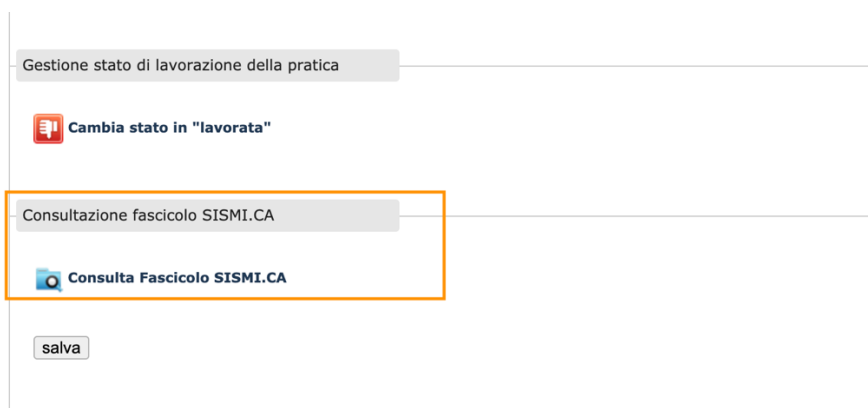 Gestione stato di lavorazione della pratica
Cambia stato in "lavorata"
Consultazione fascicolo SISMI.CA
Consulta Fascicolo SISMI.CA
salva